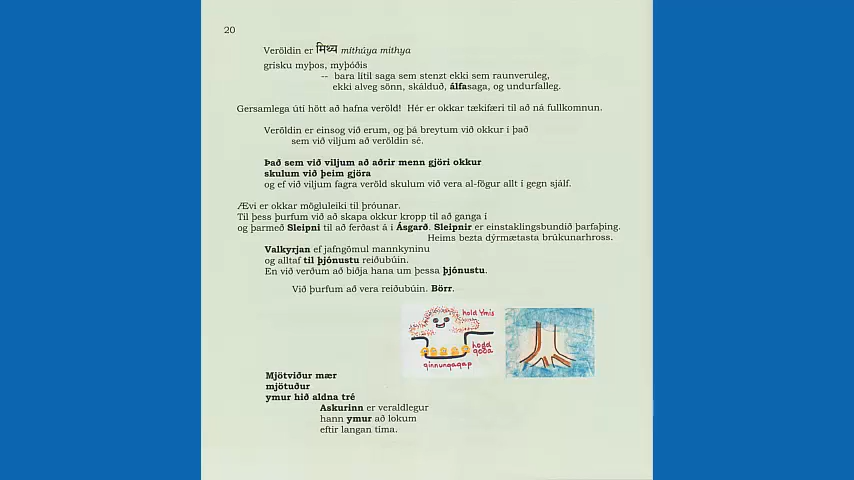 20
Veröldin er मिथ्य míthúya mithya
grísku myþos, myþóðis
-- bara lítil saga sem stenzt ekki sem raunveruleg,
ekki alveg sönn, skálduð, álfasaga, og undurfalleg.
Gersamlega útí hött að hafna veröld! Hér er okkar tækifæri til að ná fullkomnun.
Veröldin er einsog við erum, og þá breytum við okkur í það
sem við viljum að veröldin sé.
Það sem við viljum að aðrir menn gjöri okkur
skulum við þeim gjöra
og ef við viljum fagra veröld skulum við vera al-fögur allt í gegn sjálf.
Ævi er okkar möguleiki til þróunar.
Til þess þurfum við að skapa okkur kropp til að ganga í
og þarmeð Sleipni til að ferðast á í Ásgarð. Sleipnir er einstaklingsbundið þarfaþing.
Heims bezta dýrmætasta brúkunarhross.
Valkyrjan ef jafngömul mannkyninu
og alltaf til þjónustu reiðubúin.
En við verðum að biðja hana um þessa þjónustu.
Við þurfum að vera reiðubúin. Börr.
hold Ymis
hodd
goða
ginnungagap
Mjötviður mær
mjötuður
ymur hið aldna tré
Askurinn er veraldlegur
hann ymur að lokum
eftir langan tíma.